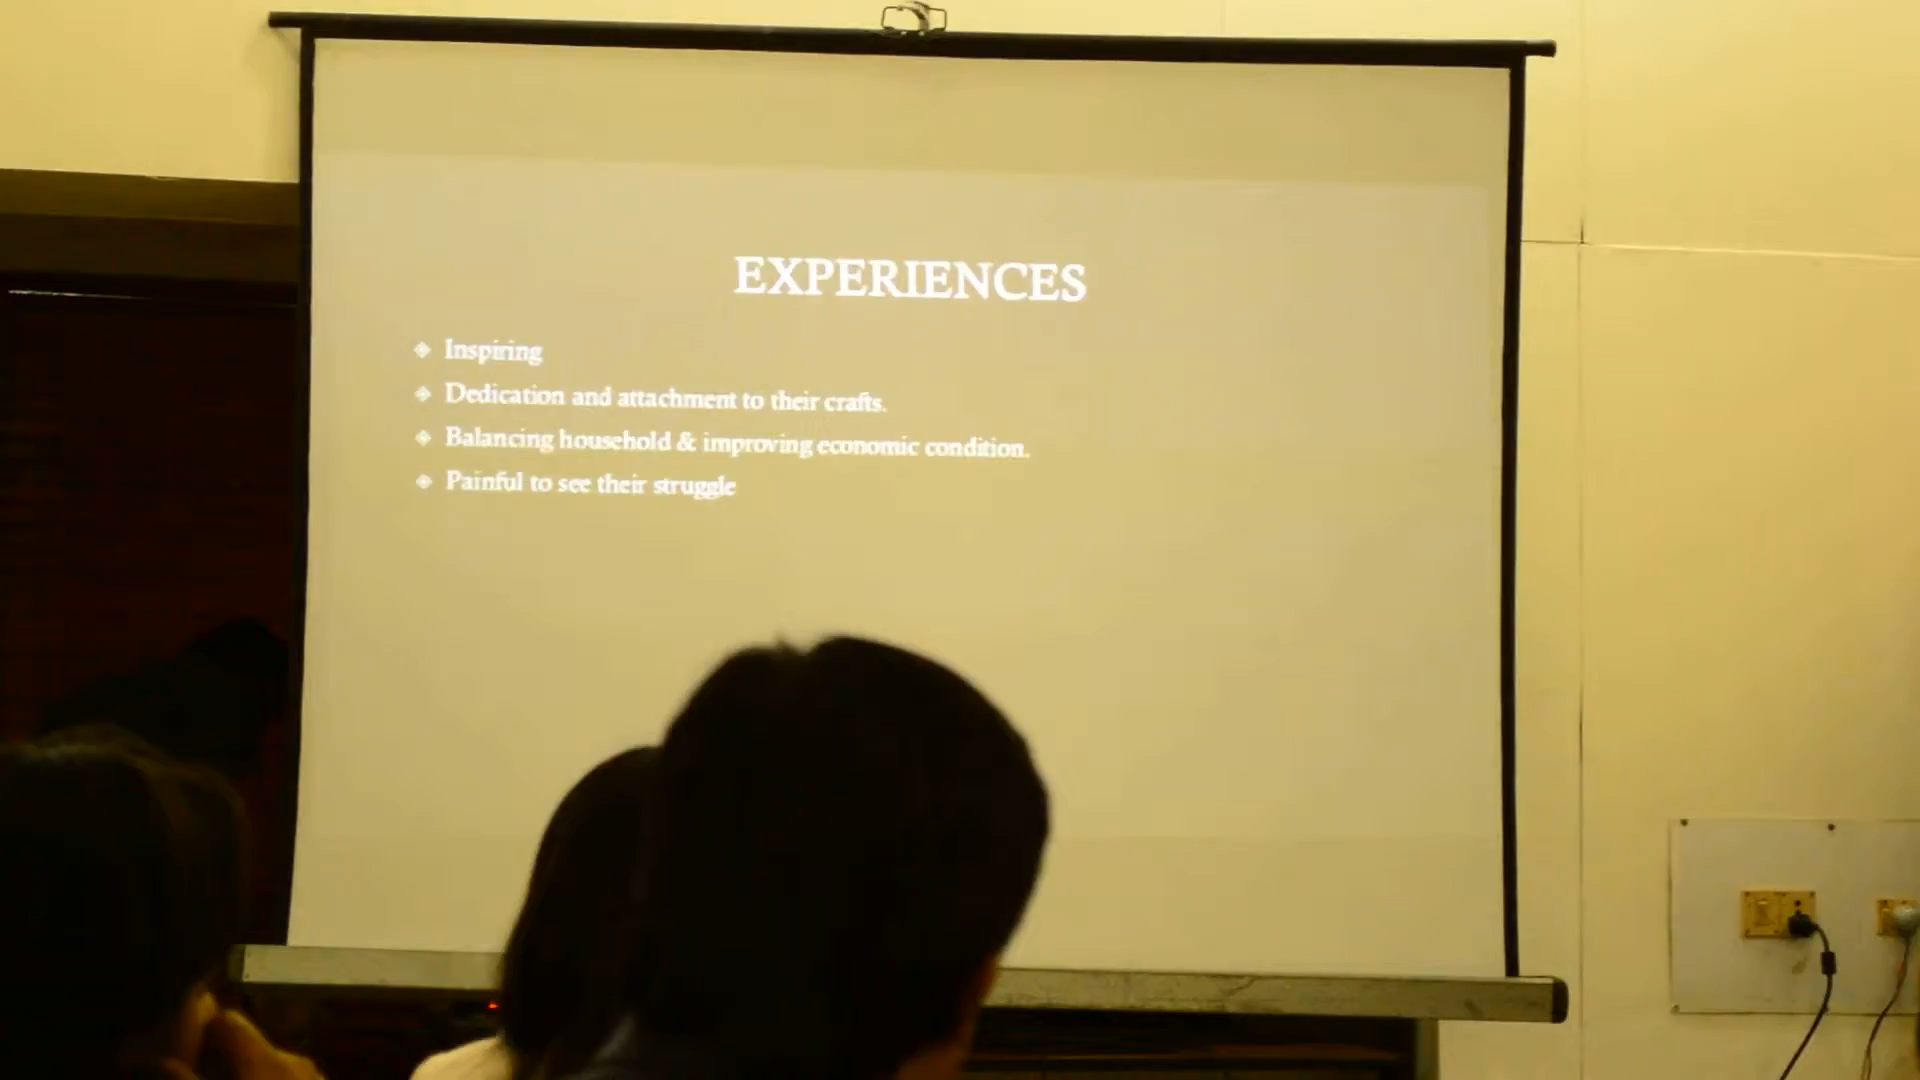 EXPERIENCES
Inspiring
Dedication and attachment to their crafts.
Balancing household & improving economic condition.
Painful to see their struggle